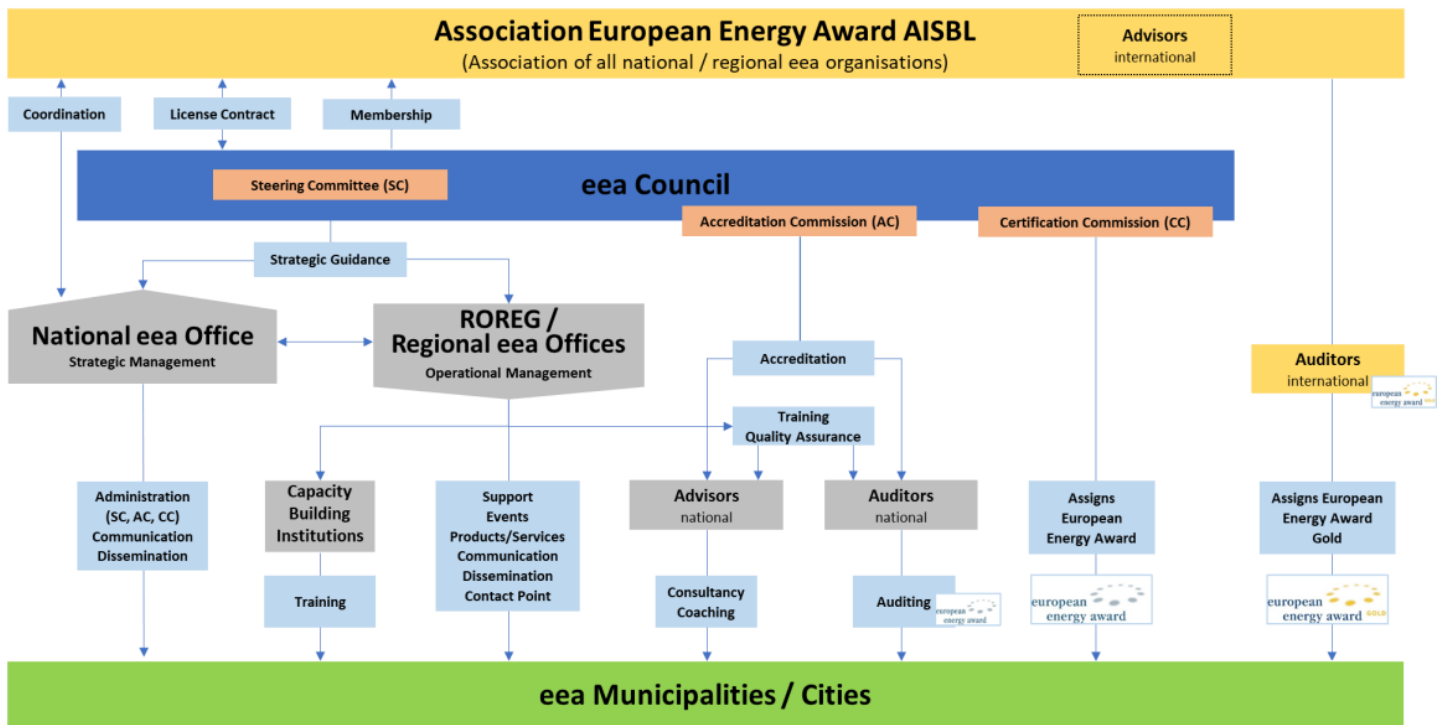 Association European Energy Award AISBL
(Association of all national / regional eea organisations)
Advisors
international
Coordination
License Contract
Membership
eea Council
Steering Committee (SC)
Accreditation Commission (AC)
Certification Commission (CC)
Strategic Guidance
National eea Office
Strategic Management
ROREG /
Regional eea Offices
Operational Management
Accreditation
Auditors
international
european
energy award GOLD
Training
Quality Assurance
Administration
(SC, AC, CC)
Communication
Dissemination
Capacity
Building
Institutions
Support
Events
Products/Services
Communication
Dissemination
Contact Point
Advisors
national
Auditors
national
Assigns
European
Energy Award
Assigns European
Energy Award
Gold
Training
Consultancy
Coaching
Auditing
european
energy award
european
energy award
european
energy award GOLD
eea Municipalities / Cities